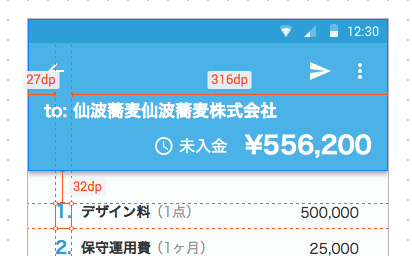 12:30
27dp
316dp
to: 仙波蕎麦仙波蕎麦株式会社
未入金 ¥556,200
32dp
1. デザイン料（1点） 500,000
2. 保守運用費（1ヶ月） 25,000